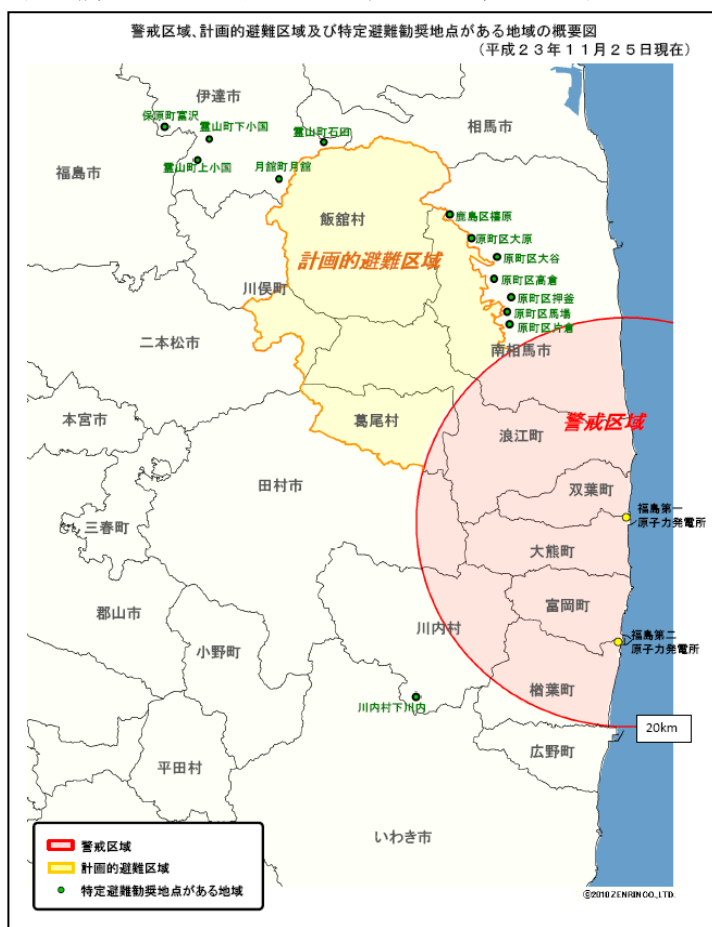 警戒区域、計画的避難区域及び特定避難勧奨地点がある地域の概要図
(平成23年11月25日現在)
伊達市
保原町富沢
霊山町下小国
霊山町石田
相馬市
福島市
霊山町上小国
月舘町月舘
飯舘村
鹿島区橲原
原町区大原
計画的避難区域
原町区大谷
原町区高倉
川俣町
原町区押釜
原町区馬場
原町区片倉
二本松市
南相馬市
本宮市
葛尾村
警戒区域
浪江町
田村市
双葉町
福島第一
原子力発電所
三春町
大熊町
富岡町
郡山市
川内村
小野町
福島第二
原子力発電所
楢葉町
川内村下川内
20km
広野町
平田村
いわき市
警戒区域
計画的避難区域
特定避難勧奨地点がある地域
©2010 ZENRIN CO., LTD.